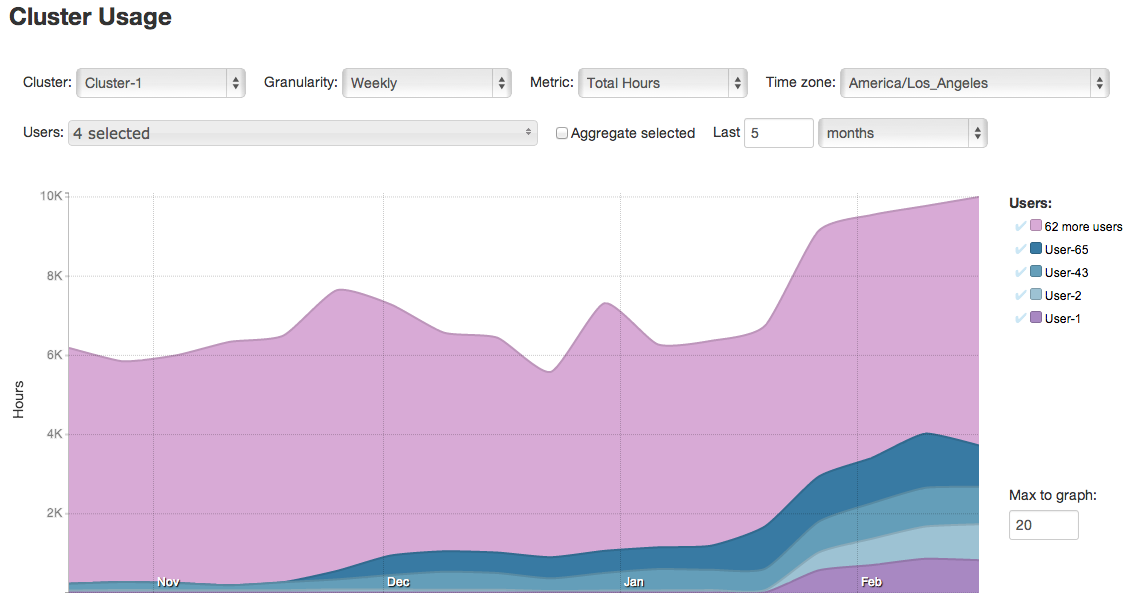 Cluster Usage
Cluster: Cluster-1 Granularity: Weekly Metric: Total Hours Time zone: America/Los_Angeles
Users: 4 selected Aggregate selected Last 5 months
10K
8K
6K
4K
2K
Hours
Nov Dec Jan Feb
Users:
62 more users
User-65
User-43
User-2
User-1
Max to graph:
20